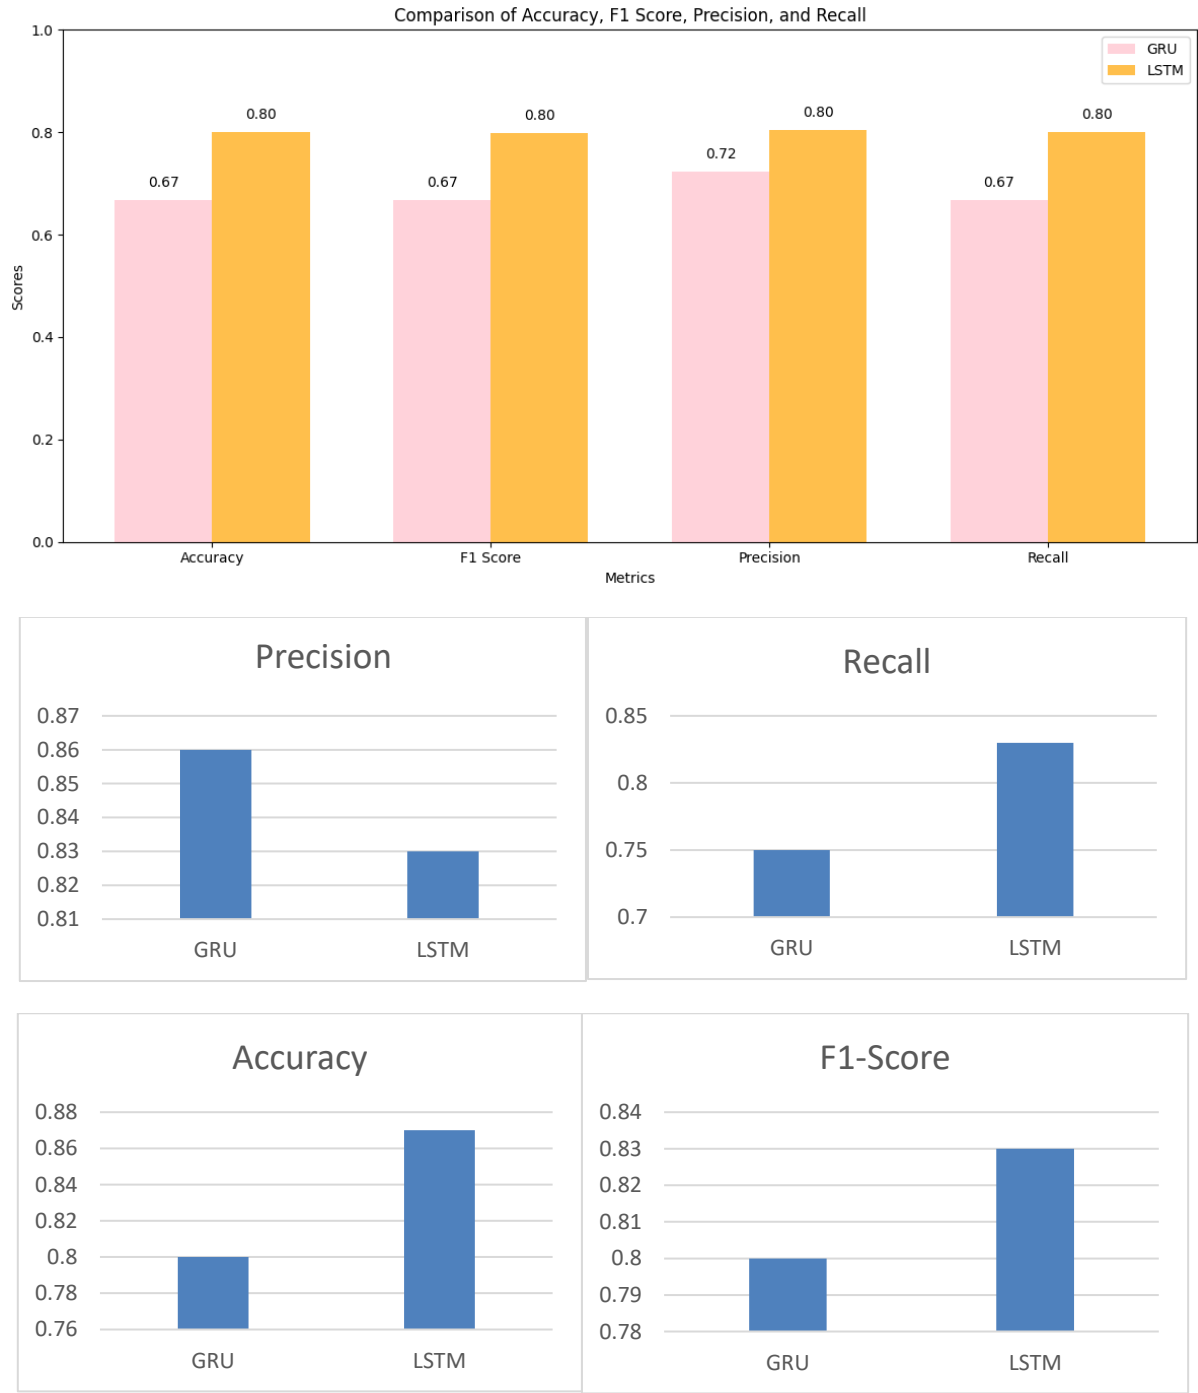 Comparison of Accuracy, F1 Score, Precision, and Recall
1.0
GRU
LSTM
0.80
0.80
0.80
0.80
0.8
0.72
0.67
0.67
0.67
0.6
Scores
0.4
0.2
0.0
Accuracy
F1 Score
Precision
Recall
Metrics
Precision
0.87
0.86
0.85
0.84
0.83
0.82
0.81
GRU
LSTM
Recall
0.85
0.8
0.75
0.7
GRU
LSTM
Accuracy
0.88
0.86
0.84
0.82
0.8
0.78
0.76
GRU
LSTM
F1-Score
0.84
0.83
0.82
0.81
0.8
0.79
0.78
GRU
LSTM